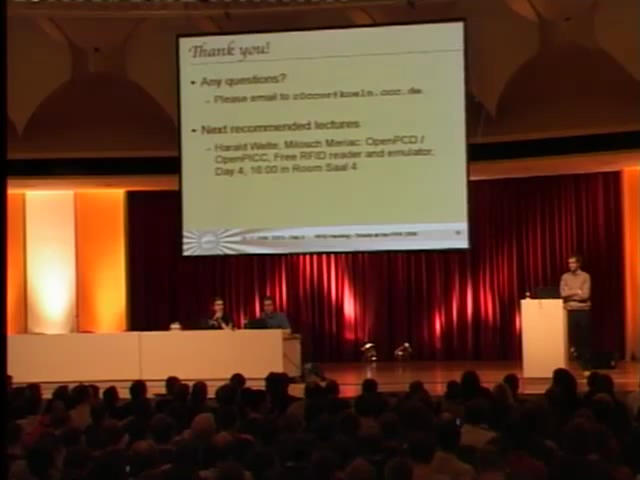 Thank you!
• Any questions?
– Please email to
• Next recommended lectures
– Harald Welte, Milosch Meriac: OpenPCD /
OpenPICC, Free RFID reader and emulator,
Day 4, 16:00 in Room Saal 4